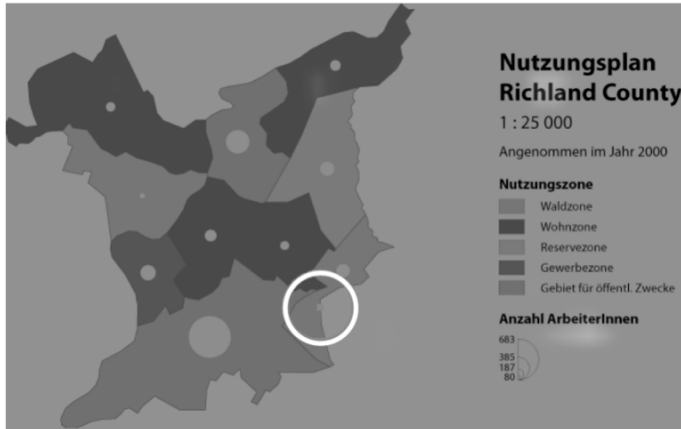 Nutzungsplan
Richland County
1 : 25 000
Angenommen im Jahr 2000
Nutzungszone
Waldzone
Wohnzone
Reservezone
Gewerbezone
Gebiet für öffentl. Zwecke
Anzahl ArbeiterInnen
683
385
187
80